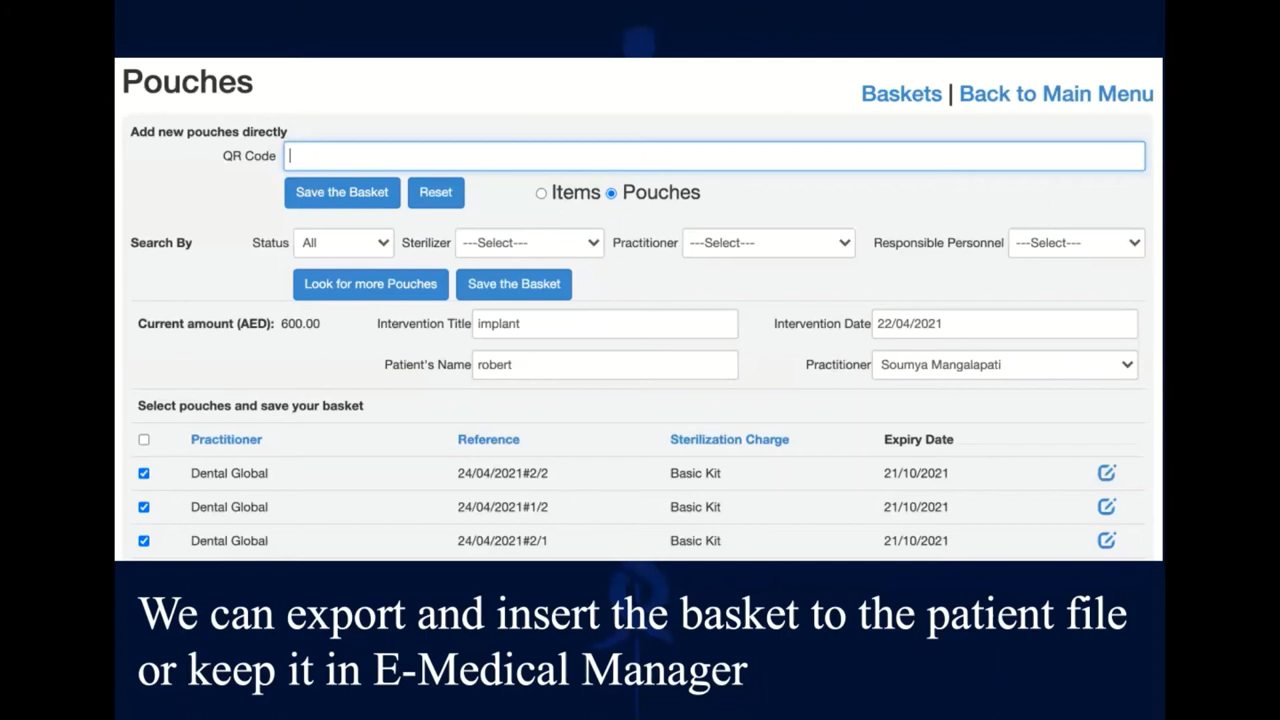 Pouches
Baskets | Back to Main Menu
Add new pouches directly
QR Code
Save the Basket Reset Items Pouches
Search By Status All Sterilizer ---Select--- Practitioner ---Select--- Responsible Personnel ---Select---
Look for more Pouches Save the Basket
Current amount (AED): 600.00 Intervention Title implant Intervention Date 22/04/2021
Patient's Name robert Practitioner Soumya Mangalapati
Select pouches and save your basket
Practitioner Reference Sterilization Charge Expiry Date
Dental Global 24/04/2021#2/2 Basic Kit 21/10/2021
Dental Global 24/04/2021#1/2 Basic Kit 21/10/2021
Dental Global 24/04/2021#2/1 Basic Kit 21/10/2021
We can export and insert the basket to the patient file
or keep it in E-Medical Manager